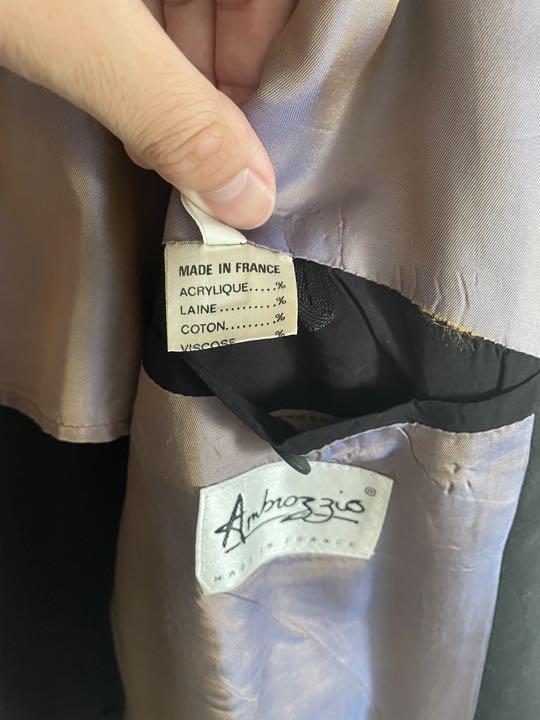 MADE IN FRANCE
ACRYLIQUE.....%
LAINE..........%
COTON.........%
VISCOSE %
Ambrozzio®
MADE IN FRANCE